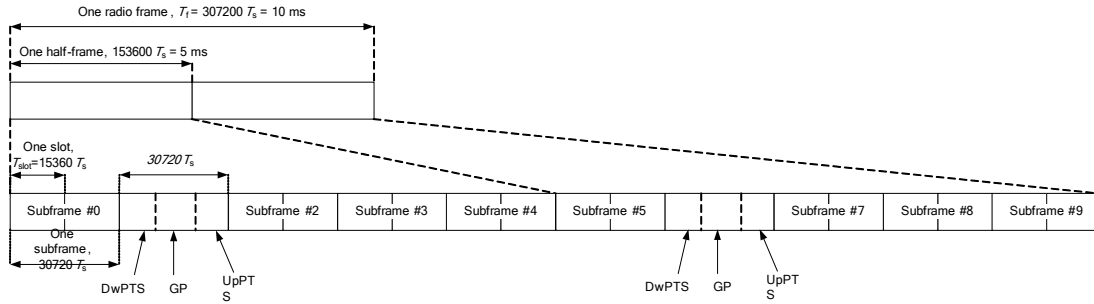 One radio frame , Tf = 307200 Ts = 10 ms
One half-frame, 153600 Ts = 5 ms
One slot,
Tslot=15360 Ts
30720 Ts
Subframe #0
Subframe #2
Subframe #3
Subframe #4
Subframe #5
Subframe #7
Subframe #8
Subframe #9
One
subframe ,
30720 Ts
DwPTS
GP
UpPT
S
DwPTS
GP
UpPT
S